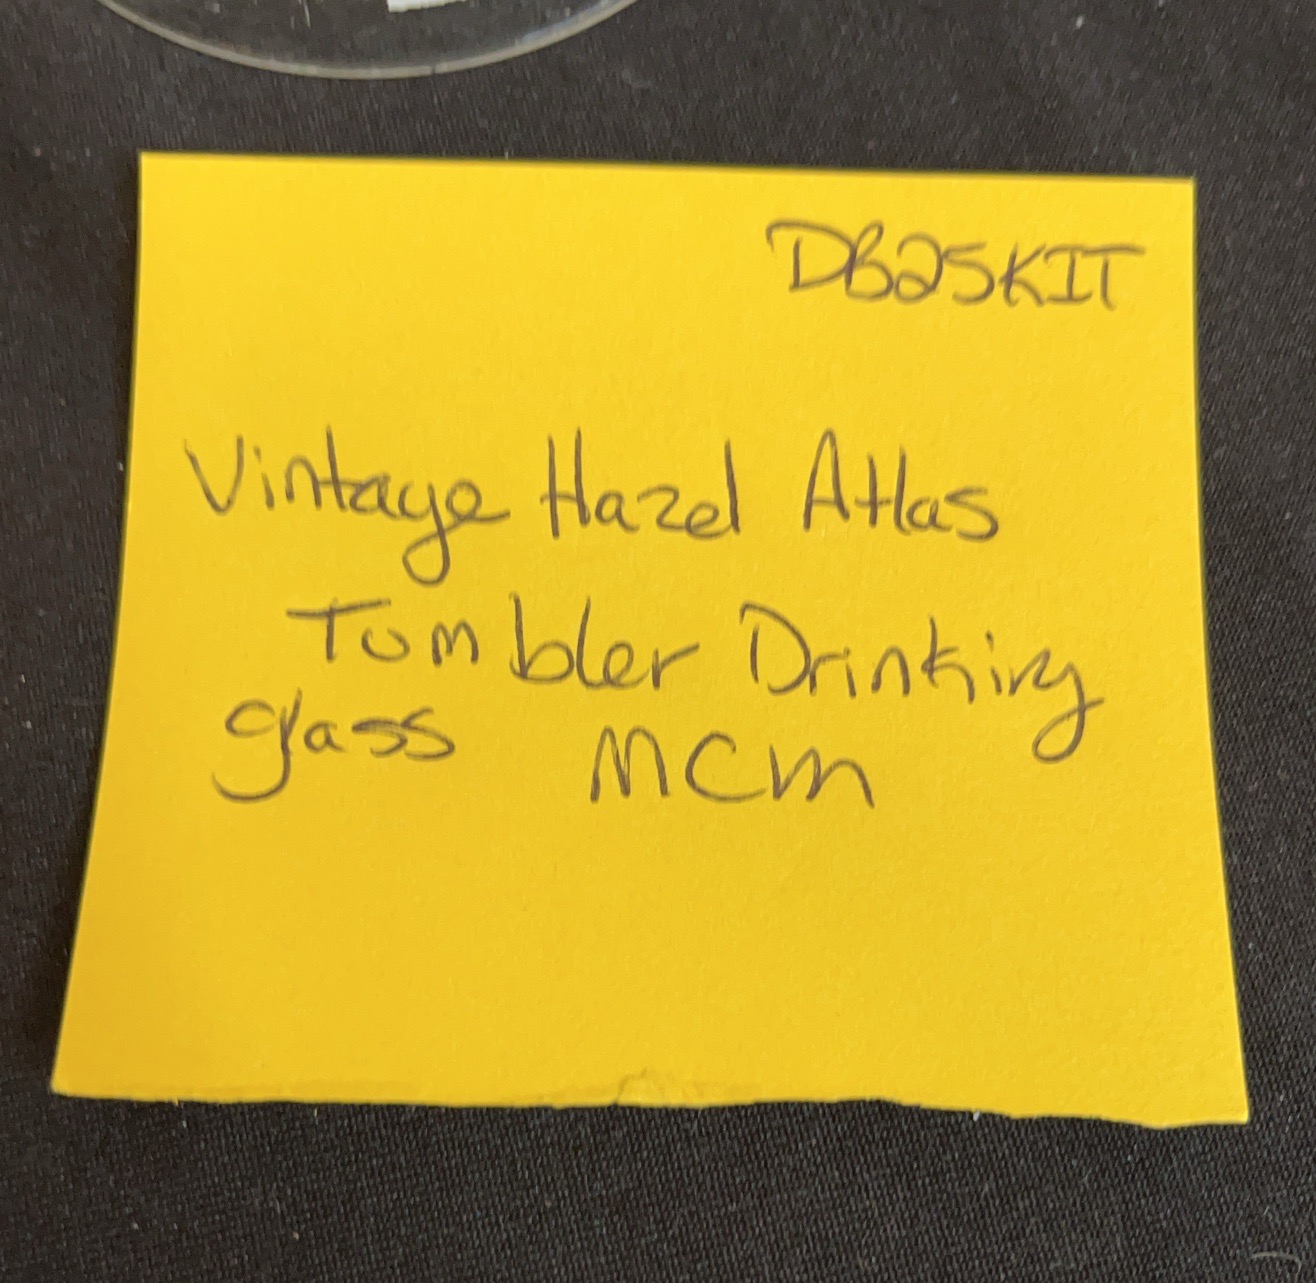 DB25KIT
Vintage Hazel Atlas
Tumbler Drinking
glass MCM